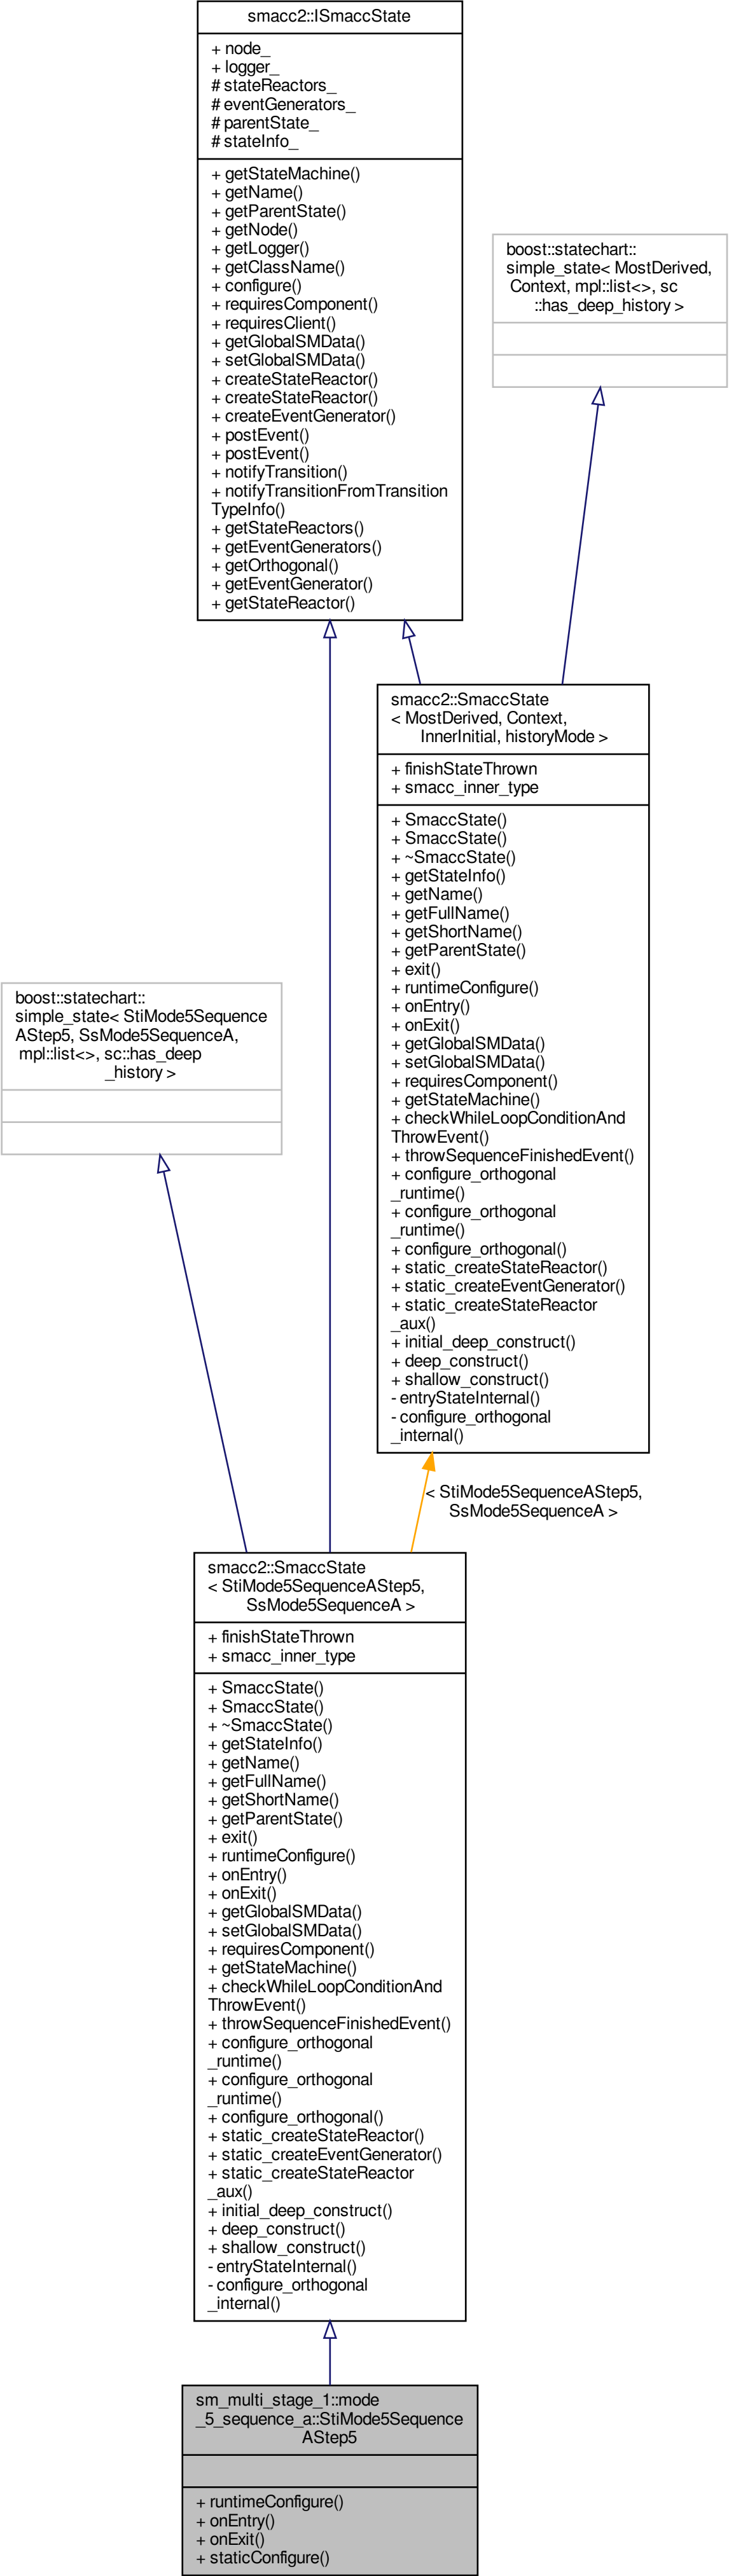 smacc2::ISmaccState
+ node_
+ logger_
# stateReactors_
# eventGenerators_
# parentState_
# stateInfo_
+ getStateMachine()
+ getName()
+ getParentState()
+ getNode()
+ getLogger()
+ getClassName()
+ configure()
+ requiresComponent()
+ requiresClient()
+ getGlobalSMData()
+ setGlobalSMData()
+ createStateReactor()
+ createStateReactor()
+ createEventGenerator()
+ postEvent()
+ postEvent()
+ notifyTransition()
+ notifyTransitionFromTransition
TypeInfo()
+ getStateReactors()
+ getEventGenerators()
+ getOrthogonal()
+ getEventGenerator()
+ getStateReactor()
boost::statechart::
simple_state< MostDerived,
Context, mpl::list<>, sc
::has_deep_history >
smacc2::SmaccState
< MostDerived, Context,
InnerInitial, historyMode >
+ finishStateThrown
+ smacc_inner_type
+ SmaccState()
+ SmaccState()
+ ~SmaccState()
+ getStateInfo()
+ getName()
+ getFullName()
+ getShortName()
+ getParentState()
+ exit()
+ runtimeConfigure()
+ onEntry()
+ onExit()
+ getGlobalSMData()
+ setGlobalSMData()
+ requiresComponent()
+ getStateMachine()
+ checkWhileLoopConditionAnd
ThrowEvent()
+ throwSequenceFinishedEvent()
+ configure_orthogonal
_runtime()
+ configure_orthogonal
_runtime()
+ configure_orthogonal()
+ static_createStateReactor()
+ static_createEventGenerator()
+ static_createStateReactor
_aux()
+ initial_deep_construct()
+ deep_construct()
+ shallow_construct()
- entryStateInternal()
- configure_orthogonal
_internal()
boost::statechart::
simple_state< StiMode5Sequence
AStep5, SsMode5SequenceA,
mpl::list<>, sc::has_deep
_history >
< StiMode5SequenceAStep5,
SsMode5SequenceA >
smacc2::SmaccState
< StiMode5SequenceAStep5,
SsMode5SequenceA >
+ finishStateThrown
+ smacc_inner_type
+ SmaccState()
+ SmaccState()
+ ~SmaccState()
+ getStateInfo()
+ getName()
+ getFullName()
+ getShortName()
+ getParentState()
+ exit()
+ runtimeConfigure()
+ onEntry()
+ onExit()
+ getGlobalSMData()
+ setGlobalSMData()
+ requiresComponent()
+ getStateMachine()
+ checkWhileLoopConditionAnd
ThrowEvent()
+ throwSequenceFinishedEvent()
+ configure_orthogonal
_runtime()
+ configure_orthogonal
_runtime()
+ configure_orthogonal()
+ static_createStateReactor()
+ static_createEventGenerator()
+ static_createStateReactor
_aux()
+ initial_deep_construct()
+ deep_construct()
+ shallow_construct()
- entryStateInternal()
- configure_orthogonal
_internal()
sm_multi_stage_1::mode
_5_sequence_a::StiMode5Sequence
AStep5
+ runtimeConfigure()
+ onEntry()
+ onExit()
+ staticConfigure()